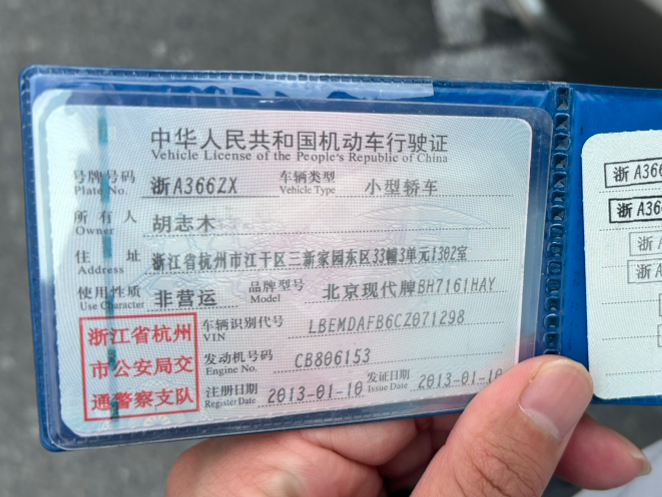 中华人民共和国机动车行驶证
Vehicle License of the People's Republic of China
号牌号码 浙A366ZX 车辆类型 小型轿车
Plate No. Vehicle Type
所有人 胡志木
Owner
住址 浙江省杭州市江干区三新家园东区33幢3单元1302室
Address
使用性质 非营运 品牌型号 北京现代牌BH7161HAY
Use Character Model
浙江省杭州
市公安局交
通警察支队
车辆识别代号 LBEMDAFB6CZ071298
VIN
发动机号码 CB806153
Engine No.
注册日期 2013-01-10 发证日期 2013-01-10
Register Date Issue Date
浙A36
浙A36